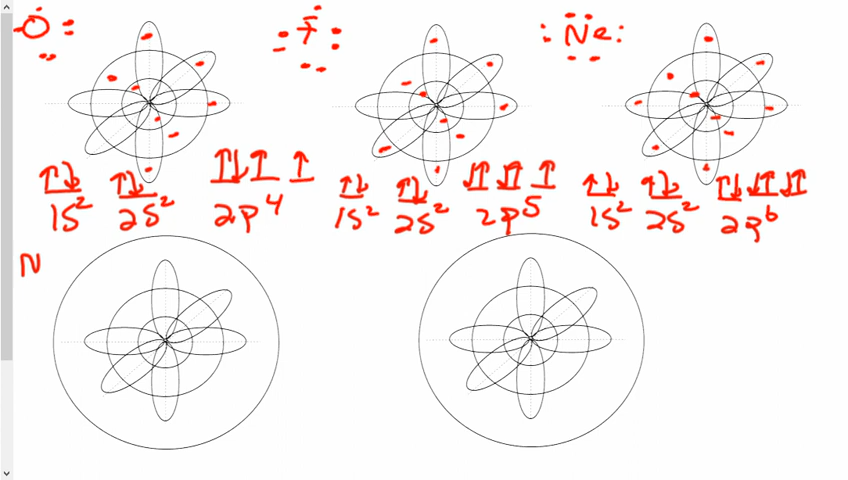 O F Ne
1s² 2s² 2p⁴ 1s² 2s² 2p⁵ 1s² 2s² 2p⁶
N